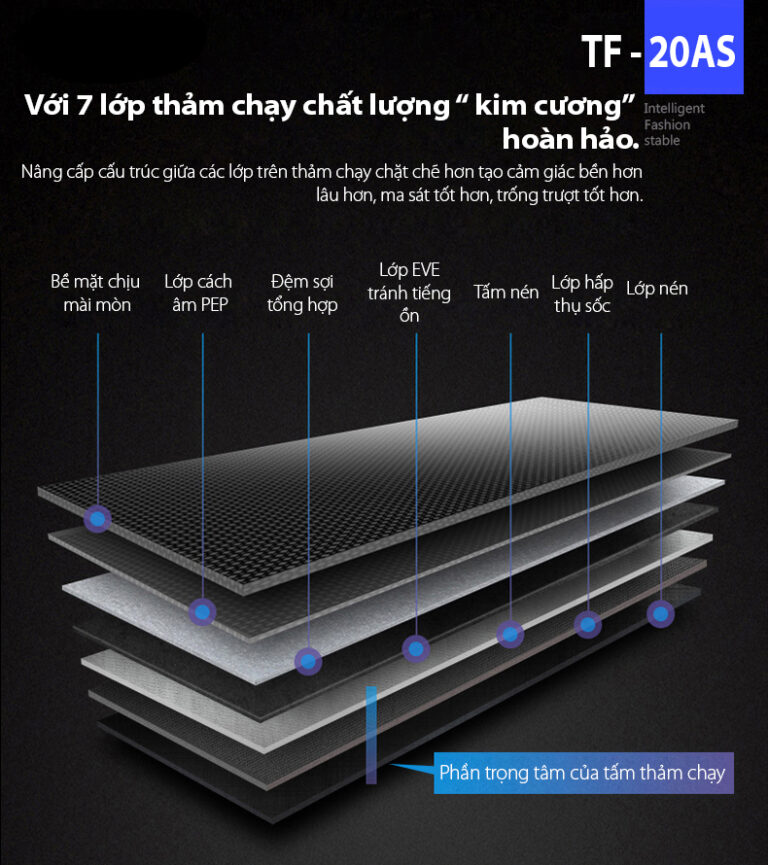 TF - 20AS
Với 7 lớp thảm chạy chất lượng “ kim cương”
hoàn hảo.
Intelligent
Fashion
stable
Nâng cấp cấu trúc giữa các lớp trên thảm chạy chặt chẽ hơn tạo cảm giác bền hơn
lâu hơn, ma sát tốt hơn, trống trượt tốt hơn.
Bề mặt chịu
mài mòn
Lớp cách
âm PEP
Đệm sợi
tổng hợp
Lớp EVE
tránh tiếng
ồn
Tấm nén
Lớp hấp
thụ sốc
Lớp nén
Phần trọng tâm của tấm thảm chạy